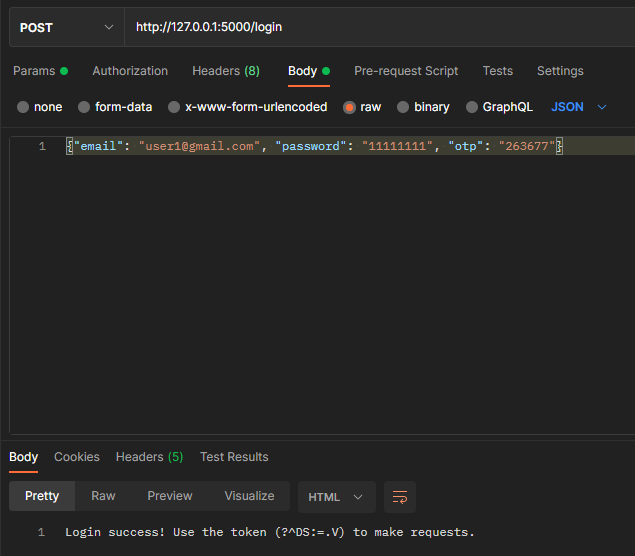 POST http://127.0.0.1:5000/login
Params Authorization Headers (8) Body Pre-request Script Tests Settings
none form-data x-www-form-urlencoded raw binary GraphQL JSON
1 {"email": "user1@gmail.com", "password": "11111111", "otp": "263677"}
Body Cookies Headers (5) Test Results
Pretty Raw Preview Visualize HTML
1 Login success! Use the token (?^DS:=.V) to make requests.